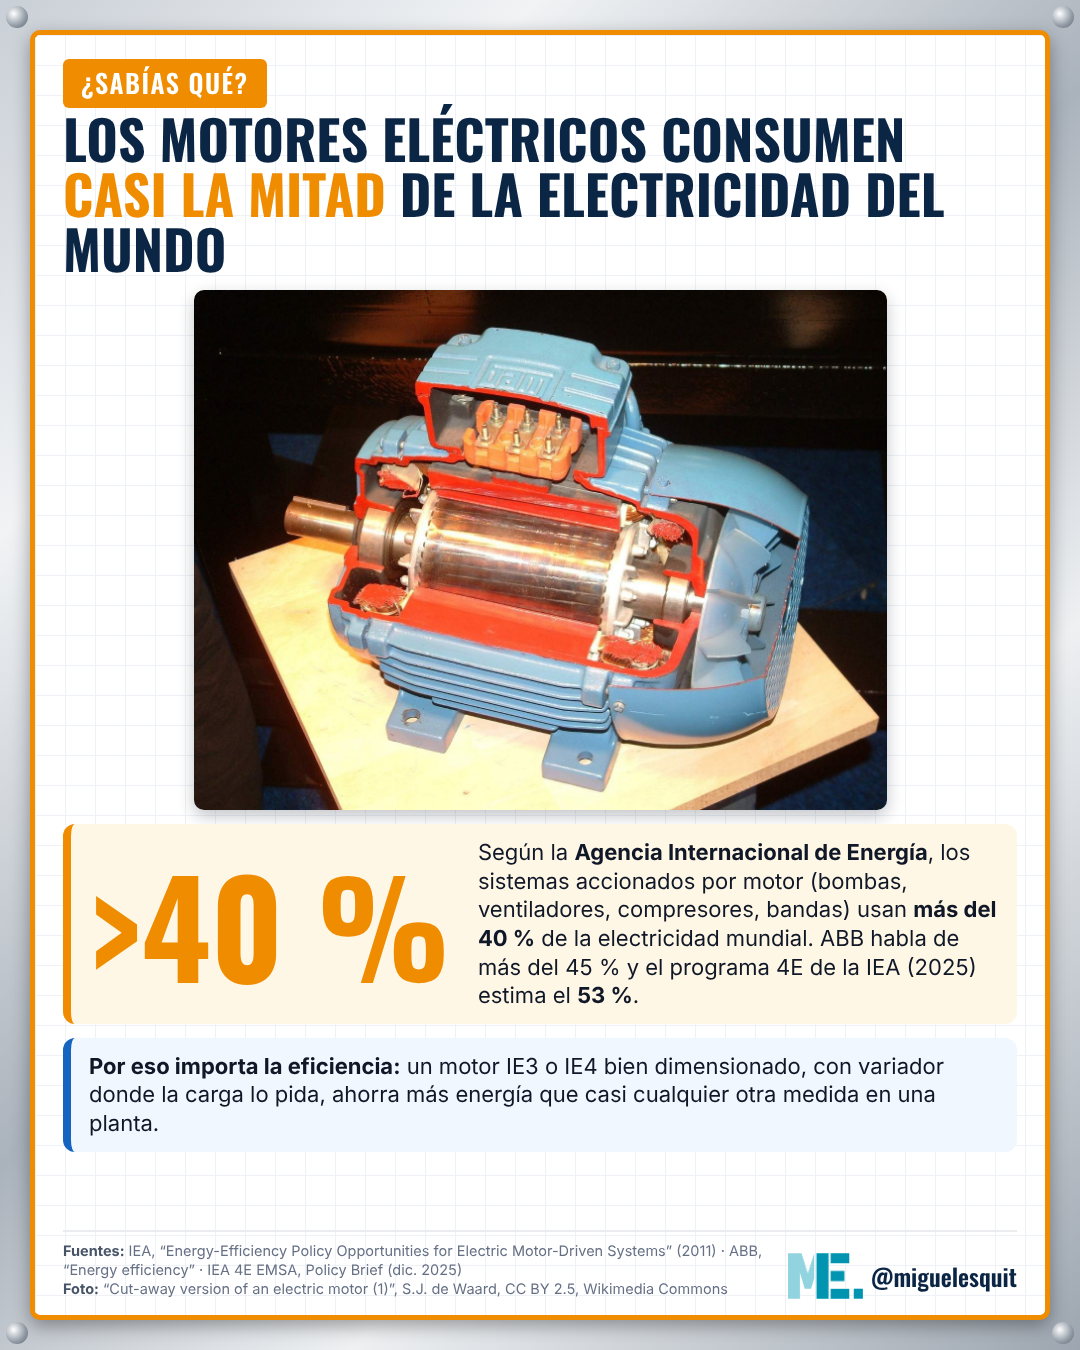 ¿SABÍAS QUÉ?
LOS MOTORES ELÉCTRICOS CONSUMEN
CASI LA MITAD DE LA ELECTRICIDAD DEL
MUNDO
>40 %
Según la Agencia Internacional de Energía, los
sistemas accionados por motor (bombas,
ventiladores, compresores, bandas) usan más del
40 % de la electricidad mundial. ABB habla de
más del 45 % y el programa 4E de la IEA (2025)
estima el 53 %.
Por eso importa la eficiencia: un motor IE3 o IE4 bien dimensionado, con variador
donde la carga lo pida, ahorra más energía que casi cualquier otra medida en una
planta.
Fuentes: IEA, “Energy-Efficiency Policy Opportunities for Electric Motor-Driven Systems” (2011) · ABB,
“Energy efficiency” · IEA 4E EMSA, Policy Brief (dic. 2025)
Foto: “Cut-away version of an electric motor (1)”, S.J. de Waard, CC BY 2.5, Wikimedia Commons
ME. @miguelesquit